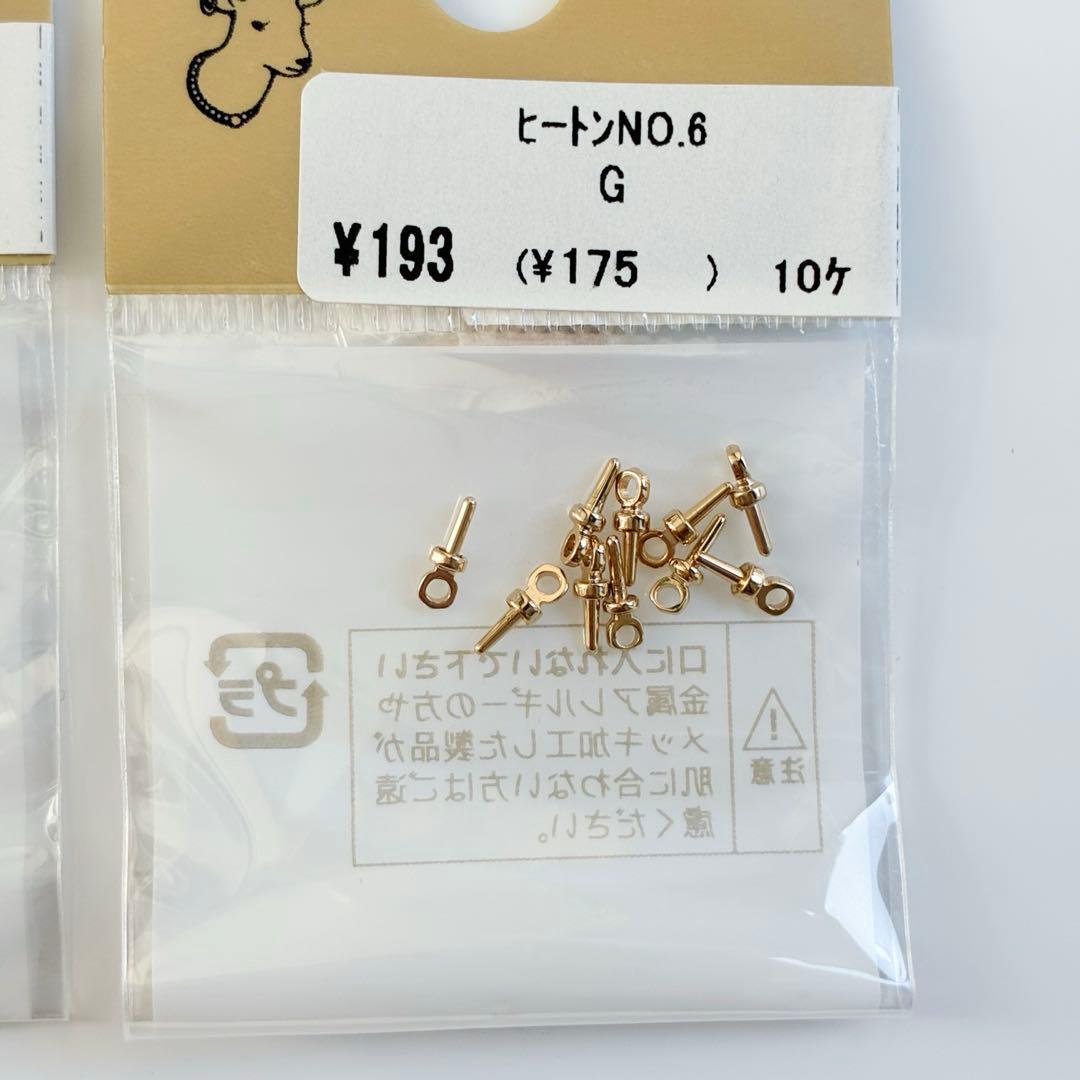 ﾋｰﾄﾝNO.6
G
¥193 (¥175 ) 10ケ
プラ
注意
口に入れないで下さい
金属アレルギーの方や
メッキ加工した製品が
肌に合わない方はご遠
慮ください。